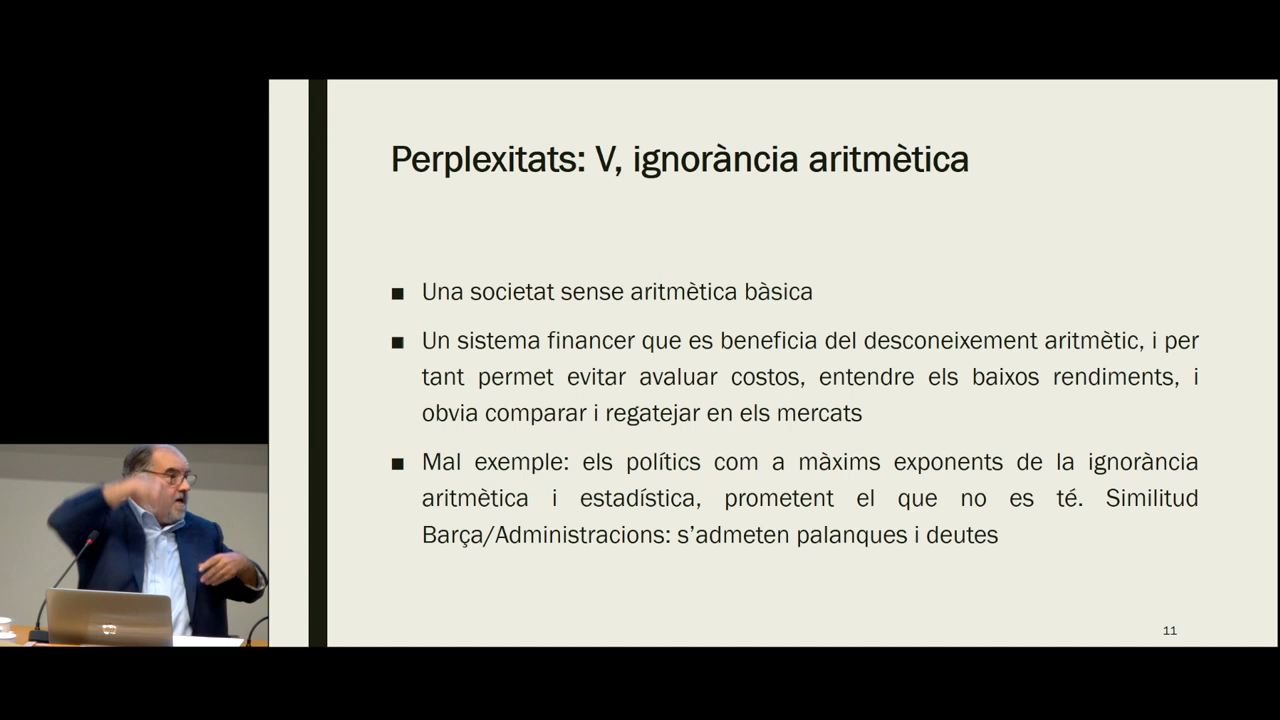 Perplexitats: V, ignorància aritmètica
■ Una societat sense aritmètica bàsica
■ Un sistema financer que es beneficia del desconeixement aritmètic, i per
tant permet evitar avaluar costos, entendre els baixos rendiments, i
obvia comparar i regatejar en els mercats
■ Mal exemple: els polítics com a màxims exponents de la ignorància
aritmètica i estadística, prometent el que no es té. Similitud
Barça/Administracions: s’admeten palanques i deutes
11